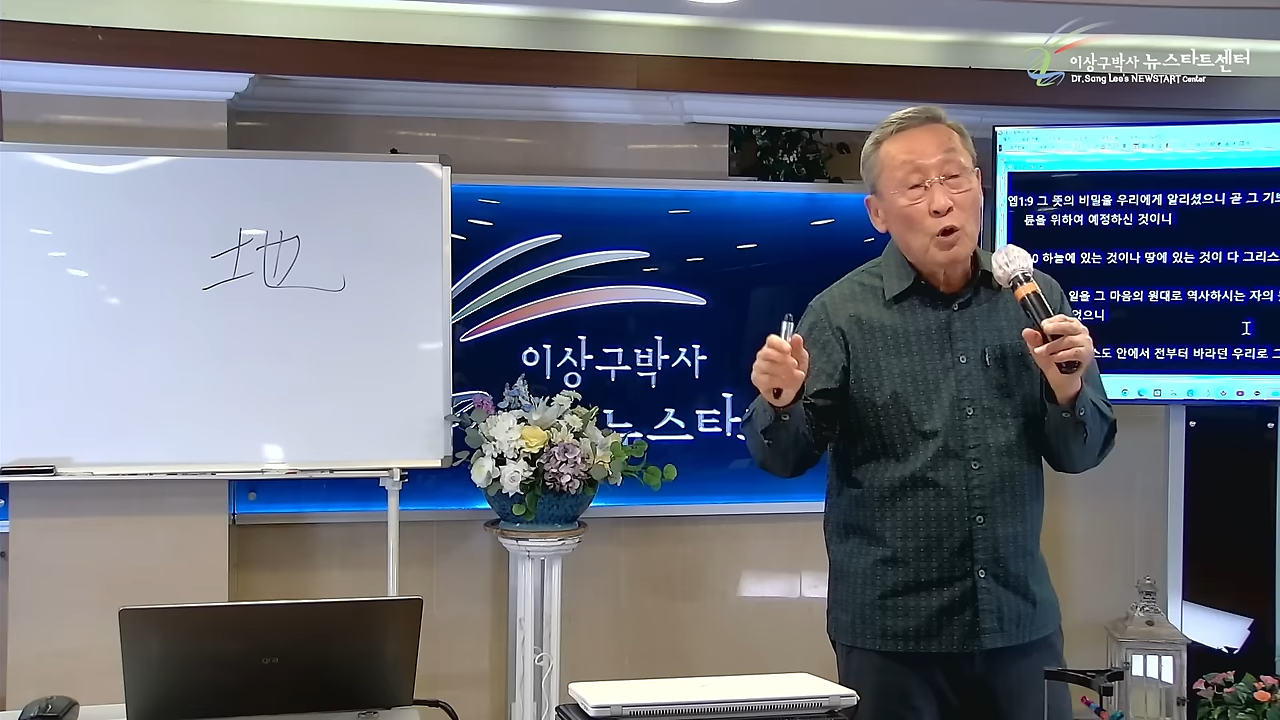 이상구박사 뉴스타트센터
Dr.Sang Lee's NEWSTART Center
地
이상구박사
뉴스타
엡1:9 그 뜻의 비밀을 우리에게 알리셨으니 곧 그 기
륜을 위하여 예정하신 것이니
0 하늘에 있는 것이나 땅에 있는 것이 다 그리스
일을 그 마음의 원대로 역사하시는 자의
었으니
스도 안에서 전부터 바라던 우리로 그
gra